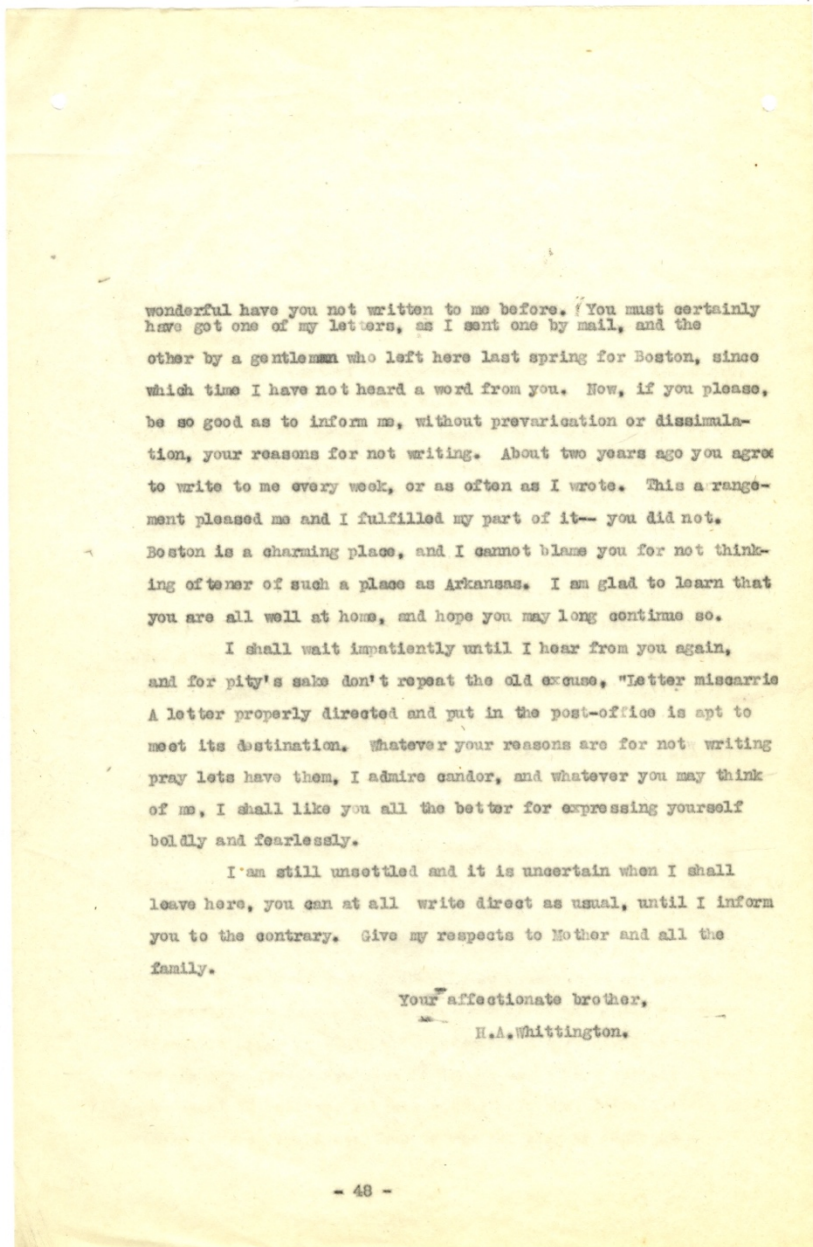 wonderful have you not written to me before. You must certainly
have got one of my letters, as I sent one by mail, and the
other by a gentleman who left here last spring for Boston, since
which time I have not heard a word from you. Now, if you please,
be so good as to inform me, without prevarication or dissimula-
tion, your reasons for not writing. About two years ago you agree
to write to me every week, or as often as I wrote. This a range-
ment pleased me and I fulfilled my part of it-- you did not.
Boston is a charming place, and I cannot blame you for not think-
ing oftener of such a place as Arkansas. I am glad to learn that
you are all well at home, and hope you may long continue so.
I shall wait impatiently until I hear from you again,
and for pity's sake don't repeat the old excuse, "Letter miscarrie
A letter properly directed and put in the post-office is apt to
meet its destination. Whatever your reasons are for not writing
pray lets have them, I admire candor, and whatever you may think
of me, I shall like you all the better for expressing yourself
boldly and fearlessly.
I am still unsettled and it is uncertain when I shall
leave here, you can at all write direct as usual, until I inform
you to the contrary. Give my respects to Mother and all the
family.
Your affectionate brother,
H.A.Whittington.
- 48 -